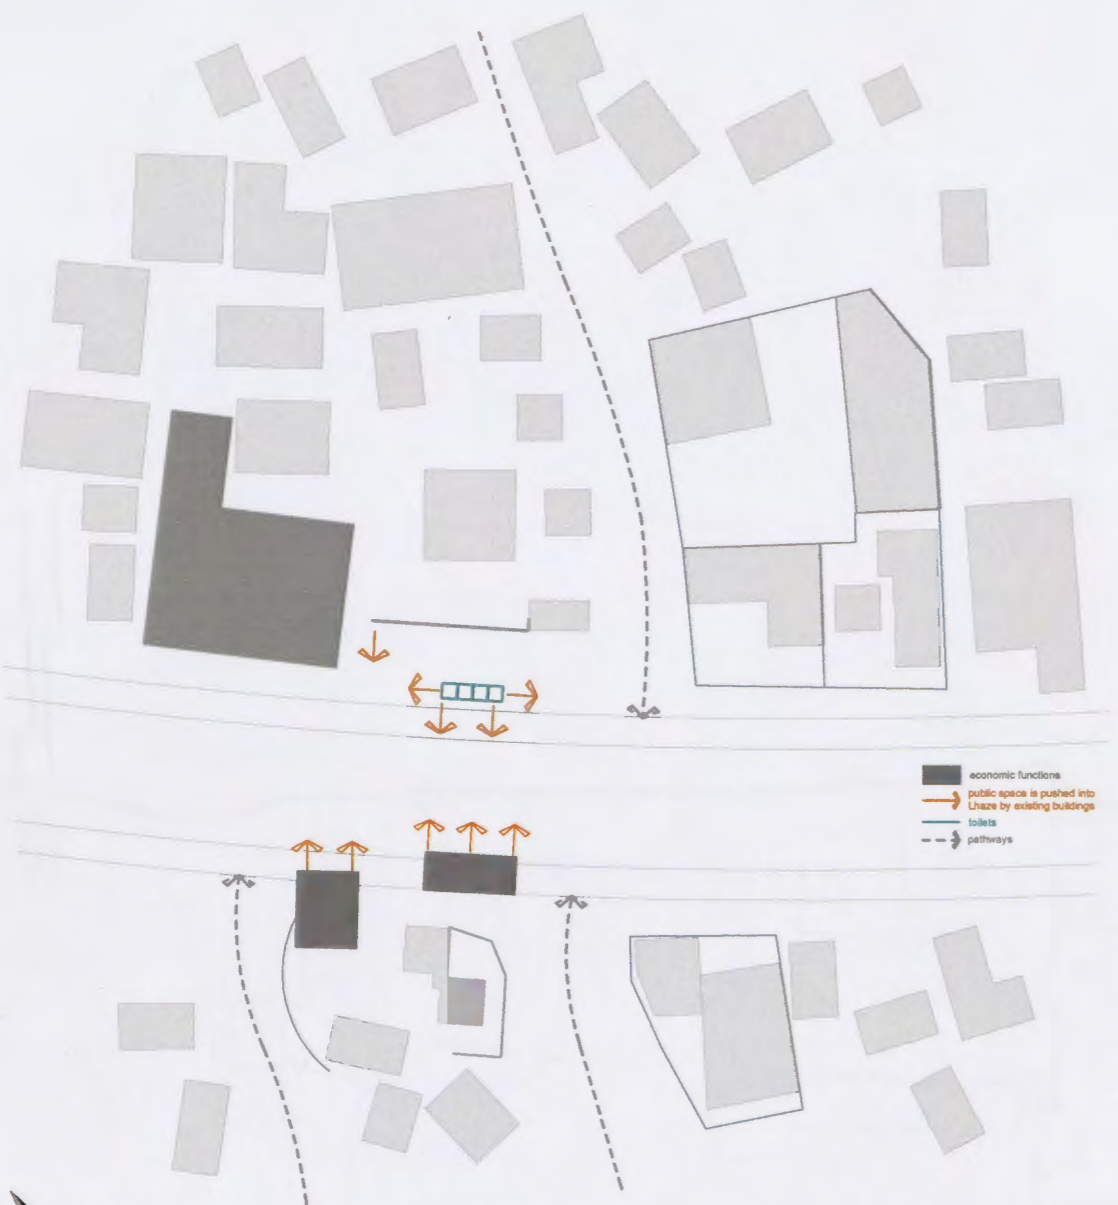 economic functions
public space is pushed into
Lhaze by existing buildings
toilets
pathways